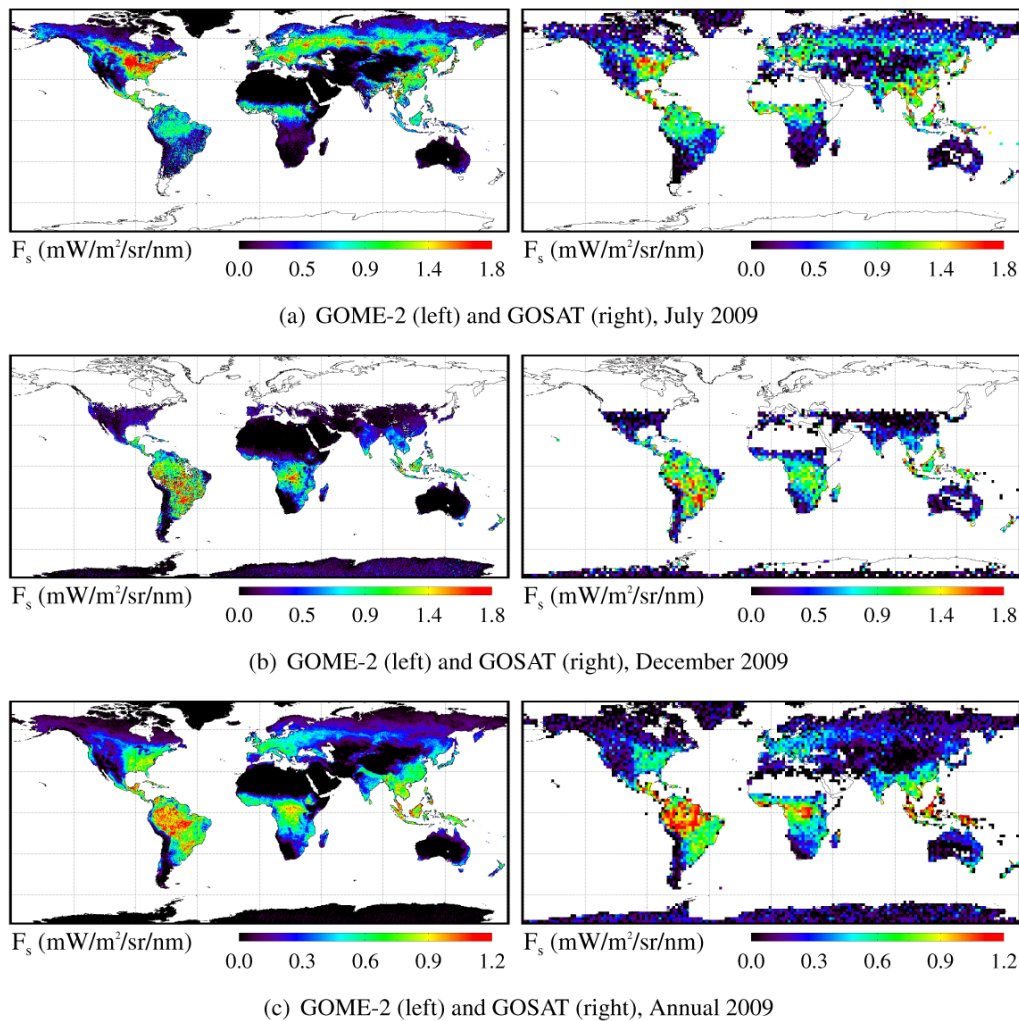 F_s (mW/m²/sr/nm) 0.0 0.5 0.9 1.4 1.8 F_s (mW/m²/sr/nm) 0.0 0.5 0.9 1.4 1.8
(a) GOME-2 (left) and GOSAT (right), July 2009
F_s (mW/m²/sr/nm) 0.0 0.5 0.9 1.4 1.8 F_s (mW/m²/sr/nm) 0.0 0.5 0.9 1.4 1.8
(b) GOME-2 (left) and GOSAT (right), December 2009
F_s (mW/m²/sr/nm) 0.0 0.3 0.6 0.9 1.2 F_s (mW/m²/sr/nm) 0.0 0.3 0.6 0.9 1.2
(c) GOME-2 (left) and GOSAT (right), Annual 2009